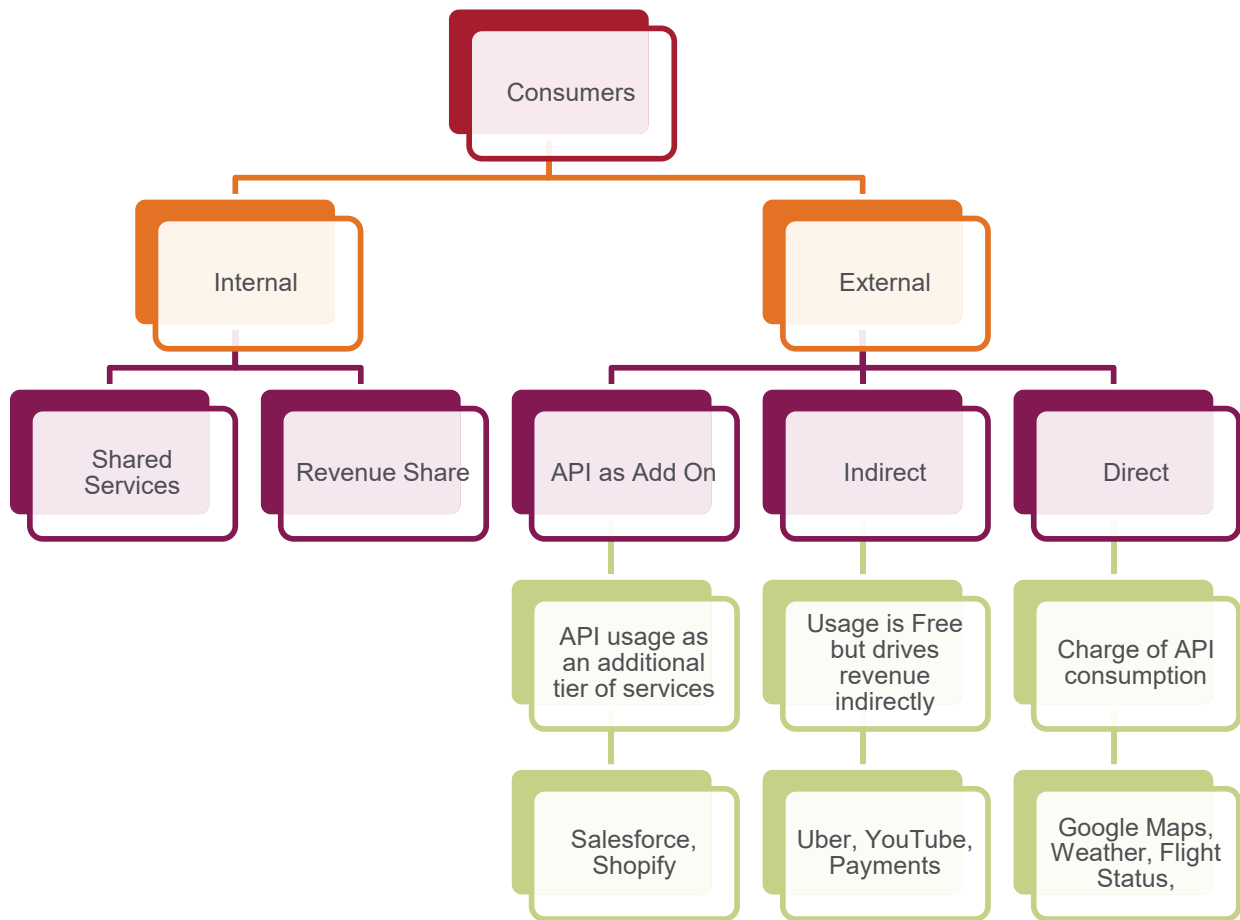 Consumers
Internal
External
Shared
Services
Revenue Share
API as Add On
Indirect
Direct
API usage as
an additional
tier of services
Usage is Free
but drives
revenue
indirectly
Charge of API
consumption
Salesforce,
Shopify
Uber, YouTube,
Payments
Google Maps,
Weather, Flight
Status,